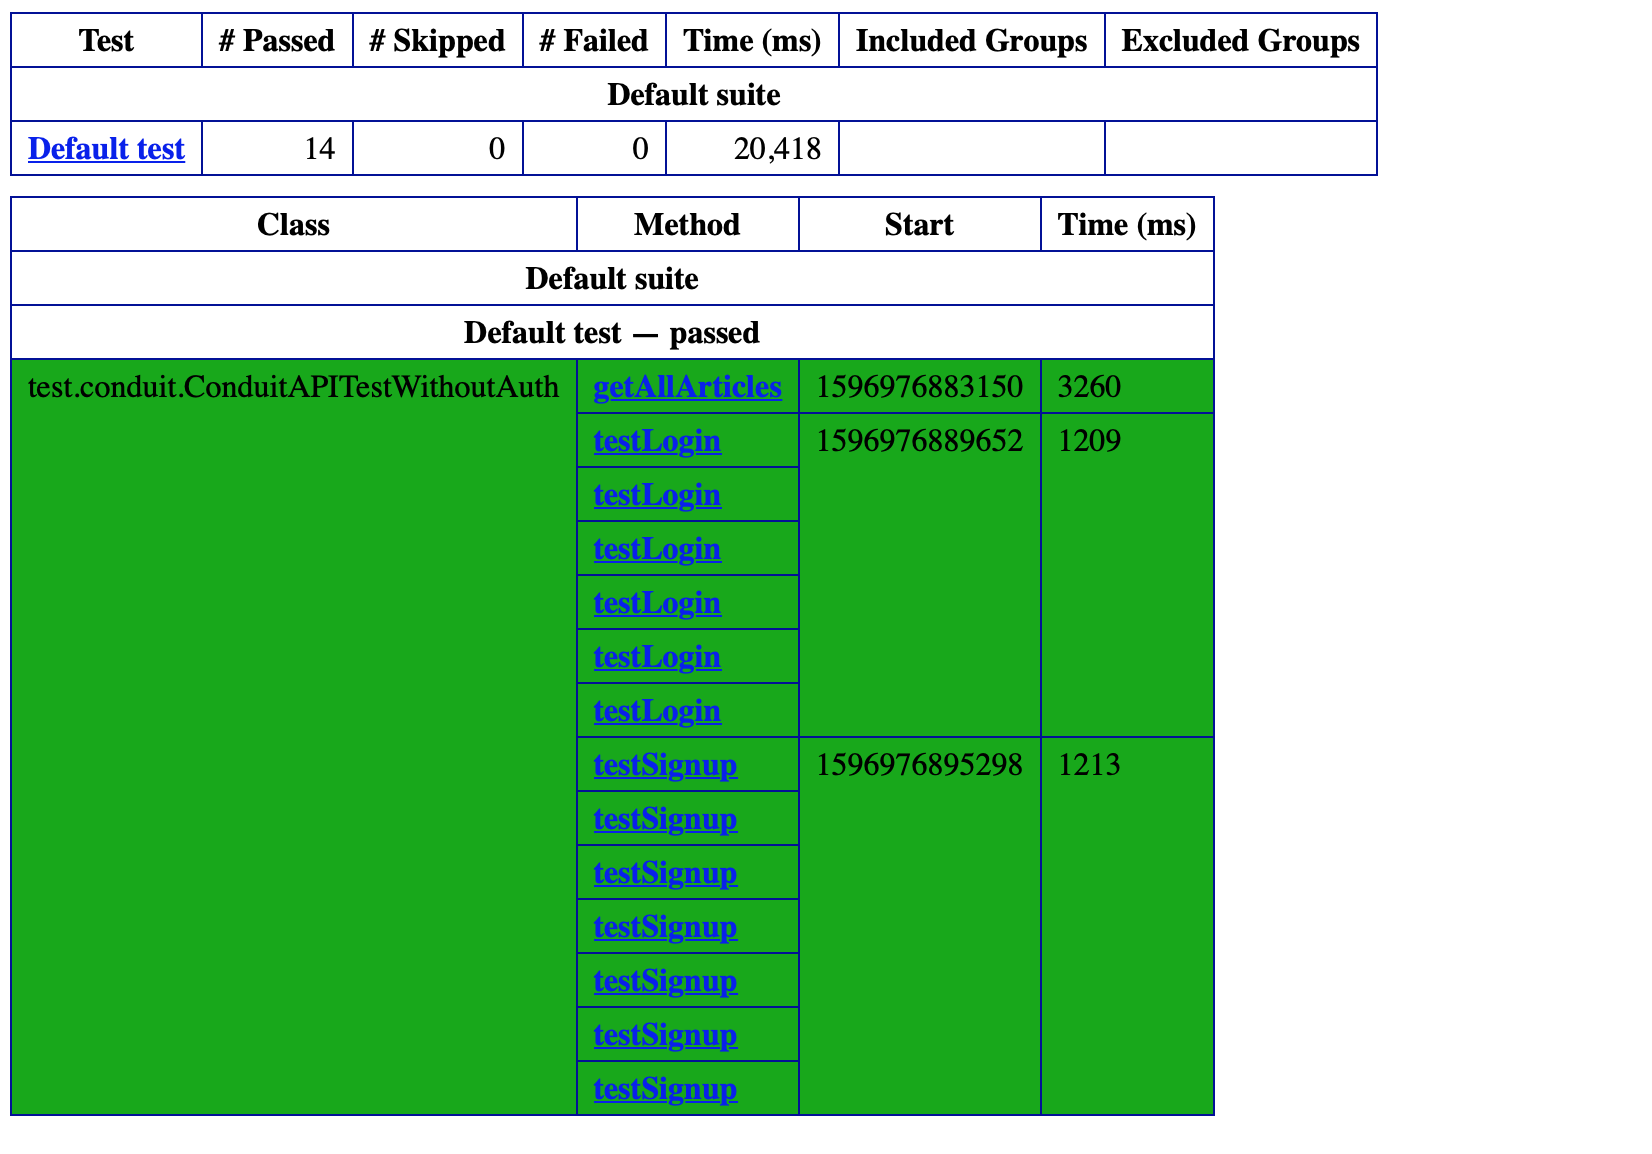 Test # Passed # Skipped # Failed Time (ms) Included Groups Excluded Groups
Default suite
Default test 14 0 0 20,418
Class Method Start Time (ms)
Default suite
Default test — passed
test.conduit.ConduitAPITestWithoutAuth getAllArticles 1596976883150 3260
testLogin 1596976889652 1209
testLogin
testLogin
testLogin
testLogin
testLogin
testSignup 1596976895298 1213
testSignup
testSignup
testSignup
testSignup
testSignup
testSignup